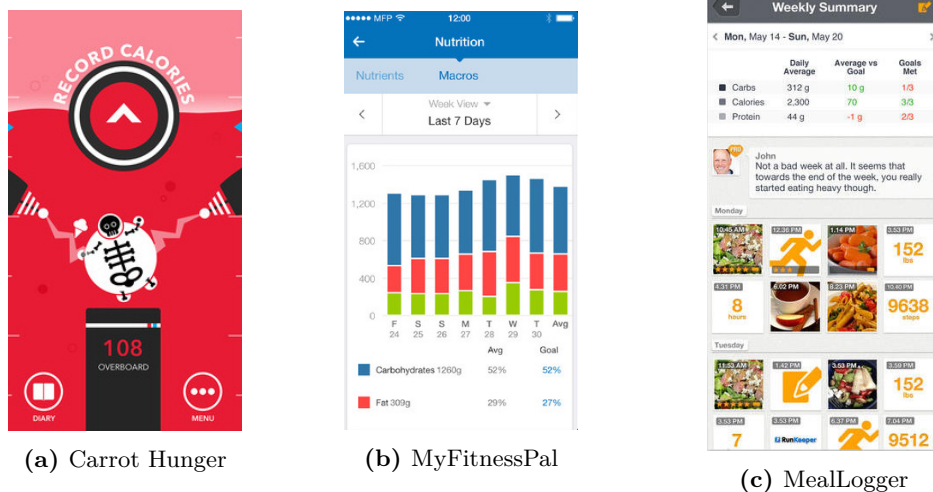 RECORD CALORIES
108
OVERBOARD
DIARY
MENU
(a) Carrot Hunger
MFP 12:00
Nutrition
Nutrients Macros
Week View
Last 7 Days
1,600
1,200
800
400
0
F S S M T W T Avg
24 25 26 27 28 29 30
Avg Goal
Carbohydrates 1260g 52% 52%
Fat 309g 29% 27%
(b) MyFitnessPal
Weekly Summary
< Mon, May 14 - Sun, May 20 >
Daily Average Average vs Goal Goals Met
Carbs 312 g 10 g 1/3
Calories 2,300 70 3/3
Protein 44 g -1 g 2/3
PRO
John
Not a bad week at all. It seems that
towards the end of the week, you really
started eating heavy though.
Monday
10:45 AM 12.36 PM 1.14 PM 3.53 PM
152
lbs
4:31 PM 6.02 PM 8.23 PM 10.40 PM
8
hours
9638
steps
Tuesday
11:53 AM 1.42 PM 3.53 PM 3.59 PM
152
lbs
3.53 PM 3.53 PM 6.37 PM 7.04 PM
7 RunKeeper 9512
(c) MealLogger